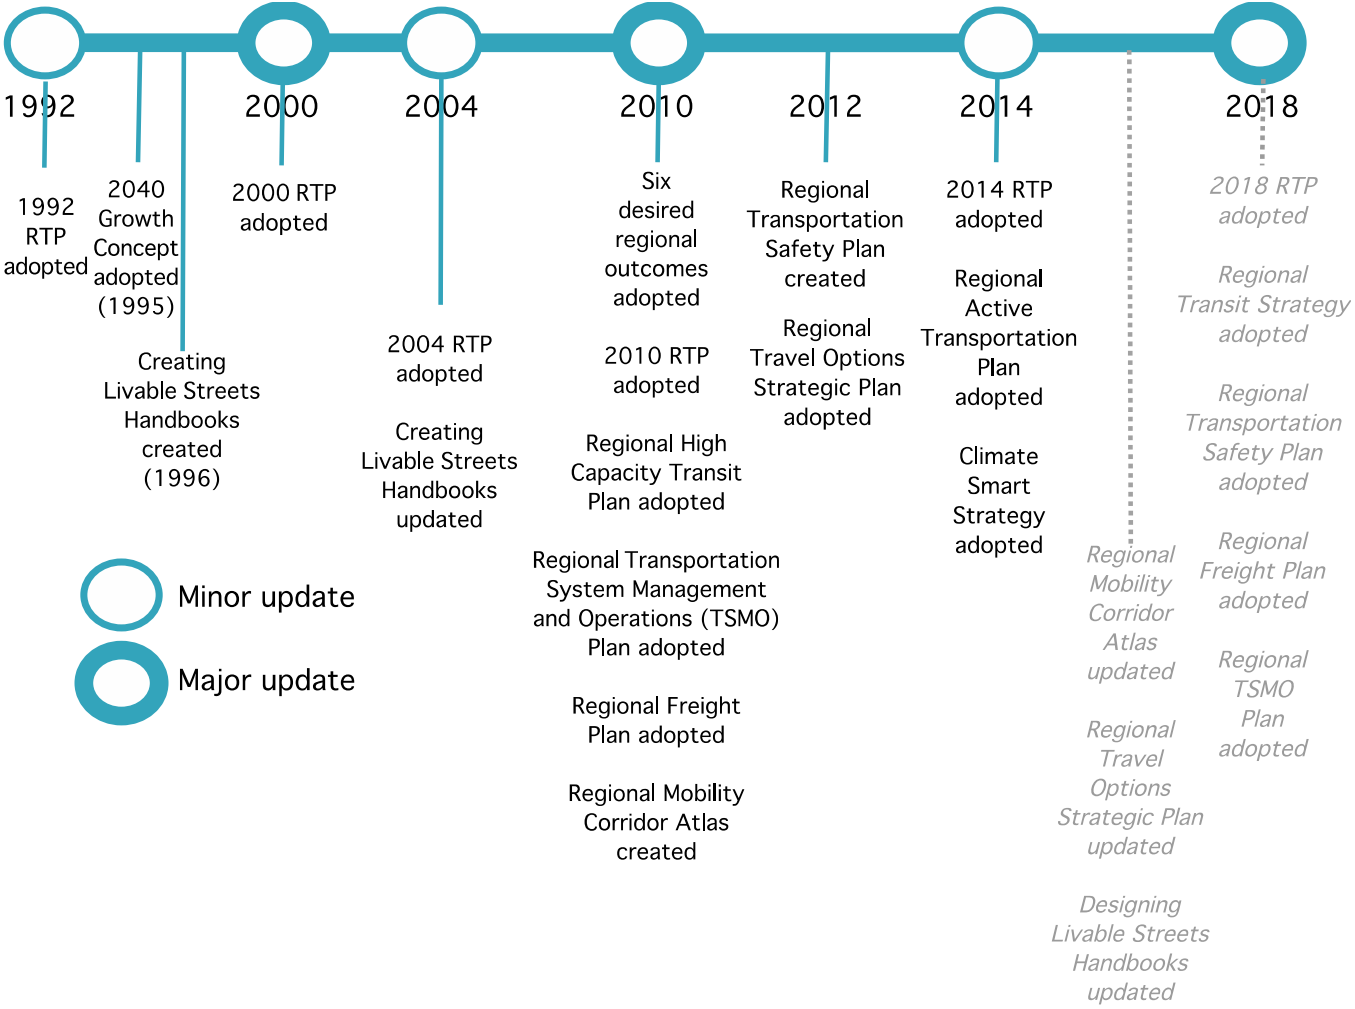 1992
2000
2004
2010
2012
2014
2018
1992
RTP
adopted
2040
Growth
Concept
adopted
(1995)
Creating
Livable Streets
Handbooks
created
(1996)
2000 RTP
adopted
2004 RTP
adopted
Creating
Livable Streets
Handbooks
updated
Six
desired
regional
outcomes
adopted
2010 RTP
adopted
Regional High
Capacity Transit
Plan adopted
Regional Transportation
System Management
and Operations (TSMO)
Plan adopted
Regional Freight
Plan adopted
Regional Mobility
Corridor Atlas
created
Regional
Transportation
Safety Plan
created
Regional
Travel Options
Strategic Plan
adopted
2014 RTP
adopted
Regional
Active
Transportation
Plan
adopted
Climate
Smart
Strategy
adopted
Regional
Mobility
Corridor
Atlas
updated
Regional
Travel
Options
Strategic Plan
updated
Designing
Livable Streets
Handbooks
updated
2018 RTP
adopted
Regional
Transit Strategy
adopted
Regional
Transportation
Safety Plan
adopted
Regional
Freight Plan
adopted
Regional
TSMO
Plan
adopted
Minor update
Major update